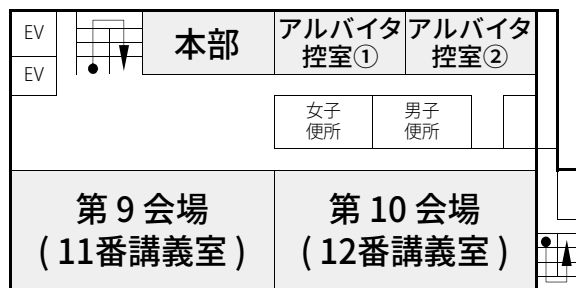 EV
EV
本部
アルバイタ
控室①
アルバイタ
控室②
女子
便所
男子
便所
第 9 会場
( 11番講義室 )
第 10 会場
( 12番講義室 )